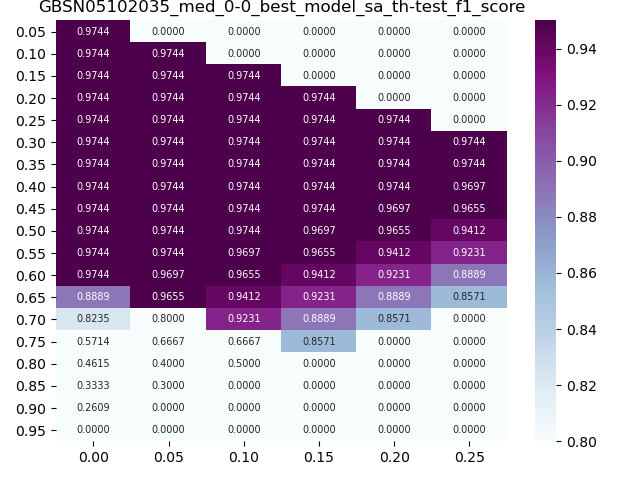 GBSN05102035_med_0-0_best_model_sa_th-test_f1_score
0.05 0.9744 0.0000 0.0000 0.0000 0.0000 0.0000
0.10 0.9744 0.9744 0.0000 0.0000 0.0000 0.0000
0.15 0.9744 0.9744 0.9744 0.0000 0.0000 0.0000
0.20 0.9744 0.9744 0.9744 0.9744 0.0000 0.0000
0.25 0.9744 0.9744 0.9744 0.9744 0.9744 0.0000
0.30 0.9744 0.9744 0.9744 0.9744 0.9744 0.9744
0.35 0.9744 0.9744 0.9744 0.9744 0.9744 0.9744
0.40 0.9744 0.9744 0.9744 0.9744 0.9744 0.9697
0.45 0.9744 0.9744 0.9744 0.9744 0.9697 0.9655
0.50 0.9744 0.9744 0.9744 0.9697 0.9655 0.9412
0.55 0.9744 0.9744 0.9697 0.9655 0.9412 0.9231
0.60 0.9744 0.9697 0.9655 0.9412 0.9231 0.8889
0.65 0.8889 0.9655 0.9412 0.9231 0.8889 0.8571
0.70 0.8235 0.8000 0.9231 0.8889 0.8571 0.0000
0.75 0.5714 0.6667 0.6667 0.8571 0.0000 0.0000
0.80 0.4615 0.4000 0.5000 0.0000 0.0000 0.0000
0.85 0.3333 0.3000 0.0000 0.0000 0.0000 0.0000
0.90 0.2609 0.0000 0.0000 0.0000 0.0000 0.0000
0.95 0.0000 0.0000 0.0000 0.0000 0.0000 0.0000
0.00 0.05 0.10 0.15 0.20 0.25
0.94
0.92
0.90
0.88
0.86
0.84
0.82
0.80